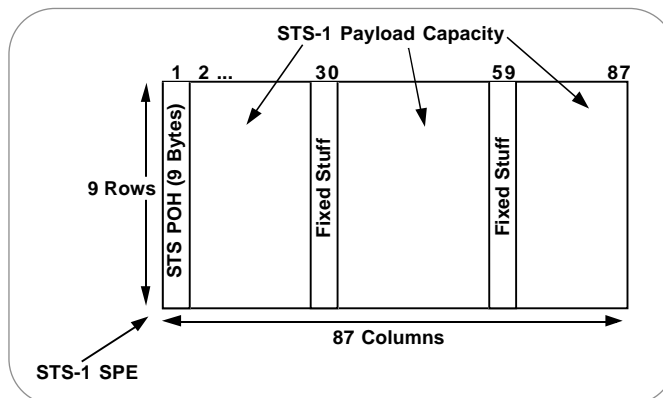 STS-1 Payload Capacity
1 2 ... 30 59 87
9 Rows
STS POH (9 Bytes)
Fixed Stuff
Fixed Stuff
87 Columns
STS-1 SPE